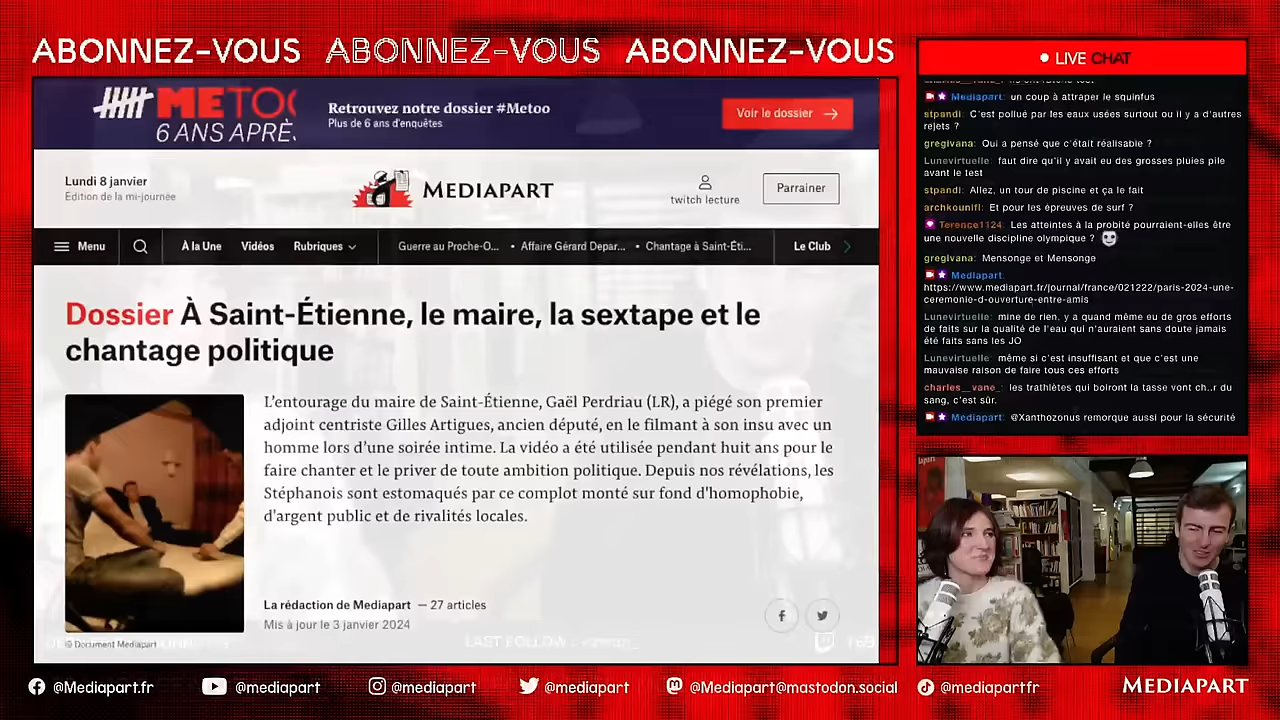 ABONNEZ-VOUS ABONNEZ-VOUS ABONNEZ-VOUS
METOO
6 ANS APRÈ
Retrouvez notre dossier #Metoo
Plus de 6 ans d'enquêtes
Voir le dossier
Lundi 8 janvier
Édition de la mi-journée
MEDIAPART
twitch lecture
Parrainer
Menu
À la Une
Vidéos
Rubriques
Guerre au Proche-O...
• Affaire Gérard Depar...
• Chantage à Saint-Éti...
Le Club
Dossier À Saint-Étienne, le maire, la sextape et le
chantage politique
L'entourage du maire de Saint-Étienne, Gaël Perdriau (LR), a piégé son premier
adjoint centriste Gilles Artigues, ancien député, en le filmant à son insu avec un
homme lors d'une soirée intime. La vidéo a été utilisée pendant huit ans pour le
faire chanter et le priver de toute ambition politique. Depuis nos révélations, les
Stéphanois sont estomaqués par ce complot monté sur fond d'homophobie,
d'argent public et de rivalités locales.
La rédaction de Mediapart — 27 articles
Mis à jour le 3 janvier 2024
© Document Mediapart
LAST FOLLOW
169
LIVE CHAT
Mediapart: un coup à attraper le squinfus
stpandi: C'est pollué par les eaux usées surtout ou il y a d'autres
rejets ?
gregivana: Qui a pensé que c'était réalisable ?
Lunevirtuelle: faut dire qu'il y avait eu des grosses pluies pile
avant le test
stpandi: Allez, un tour de piscine et ça le fait
archkounifl: Et pour les épreuves de surf ?
Terence1124: Les atteintes à la probité pourraient-elles être
une nouvelle discipline olympique ?
gregivana: Mensonge et Mensonge
Mediapart:
https://www.mediapart.fr/journal/france/021222/paris-2024-une-
ceremonie-d-ouverture-entre-amis
Lunevirtuelle: mine de rien, y a quand même eu de gros efforts
de faits sur la qualité de l'eau qui n'auraient sans doute jamais
été faits sans les JO
Lunevirtuelle: même si c'est insuffisant et que c'est une
mauvaise raison de faire tous ces efforts
charles__vane_: les trathlètes qui boiront la tasse vont ch..r du
sang, c'est sûr.
Mediapart: @Xanthozonus remorque aussi pour la sécurité
@Mediapart.fr
@mediapart
@mediapart
@mediapart
@Mediapart@mastodon.social
@mediapartfr
MEDIAPART